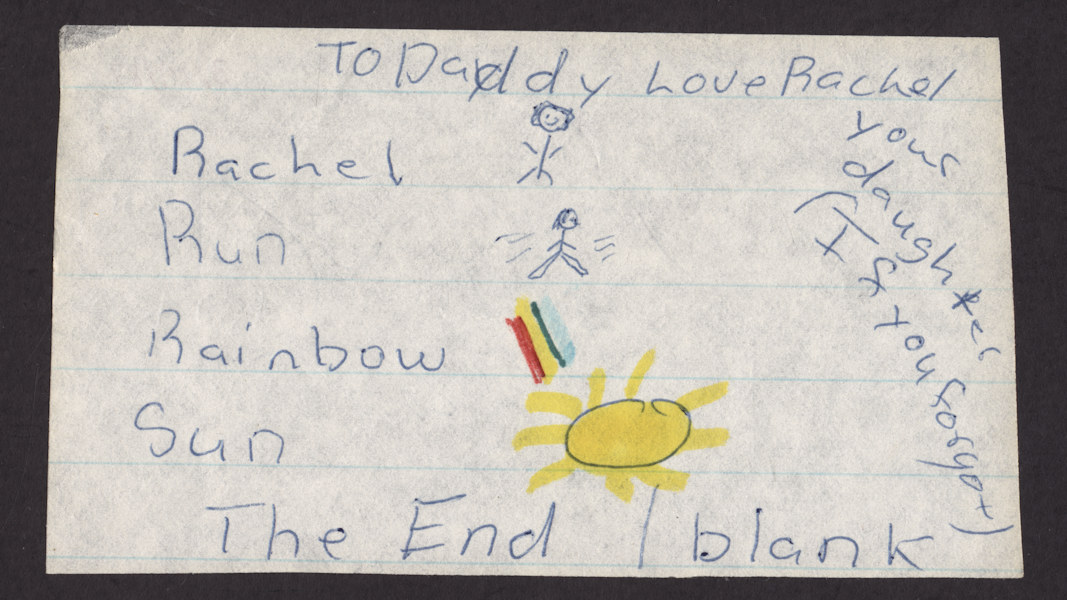 To Daddy Love Rachel
your
daughter
(If you forgot)
Rachel
Run
Rainbow
Sun
The End / blank